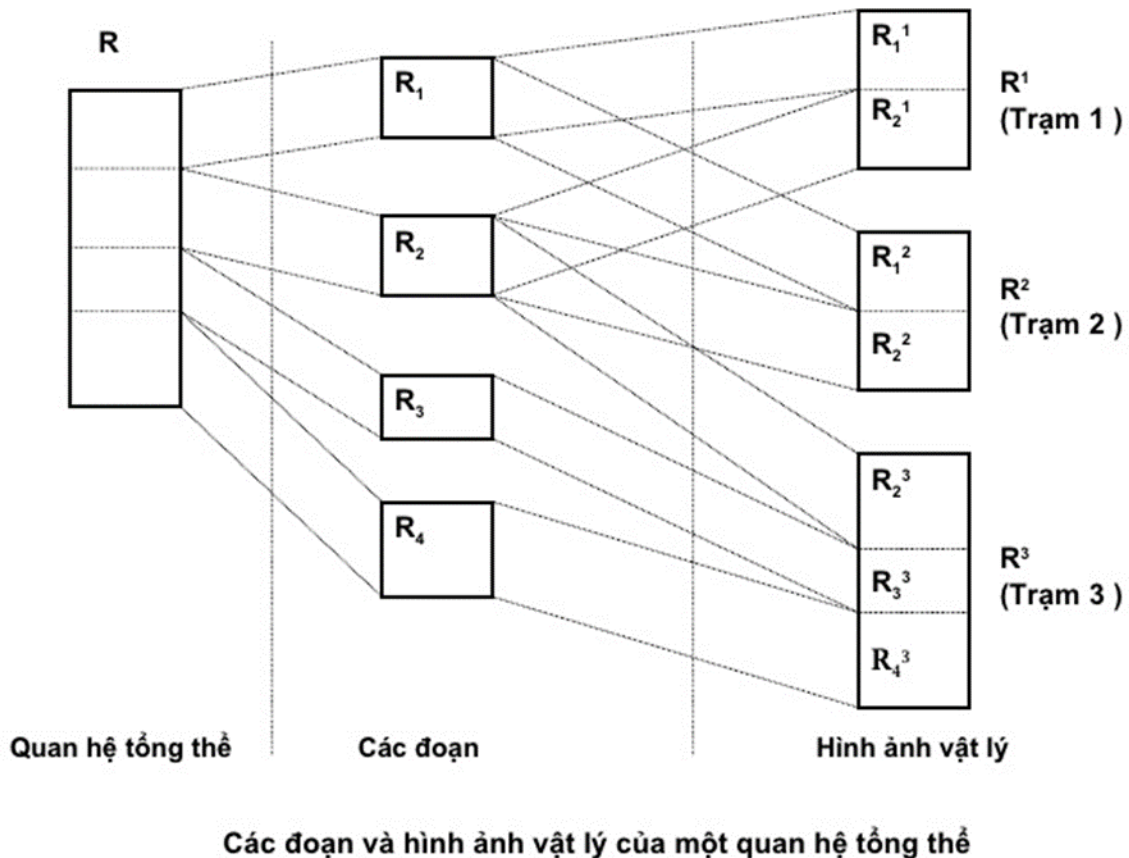 R
R₁
R₂
R₃
R₄
R₁¹
R₂¹
R¹
(Trạm 1 )
R₁²
R₂²
R²
(Trạm 2 )
R₂³
R₃³
R₄³
R³
(Trạm 3 )
Quan hệ tổng thể
Các đoạn
Hình ảnh vật lý
Các đoạn và hình ảnh vật lý của một quan hệ tổng thể